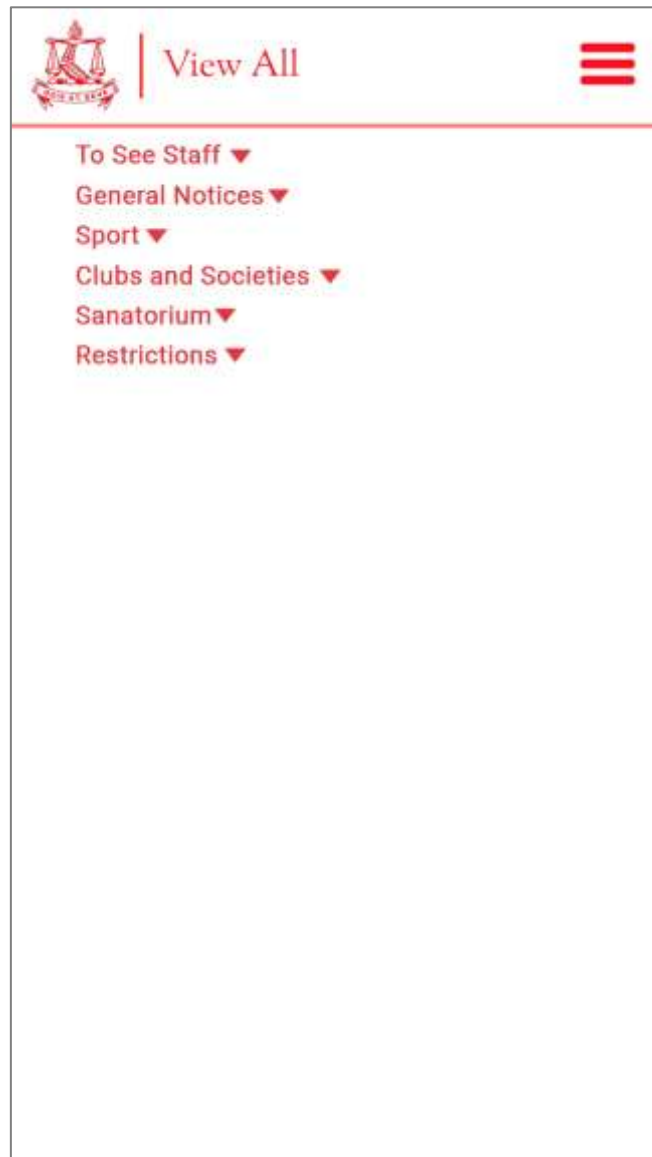 View All
To See Staff
General Notices
Sport
Clubs and Societies
Sanatorium
Restrictions